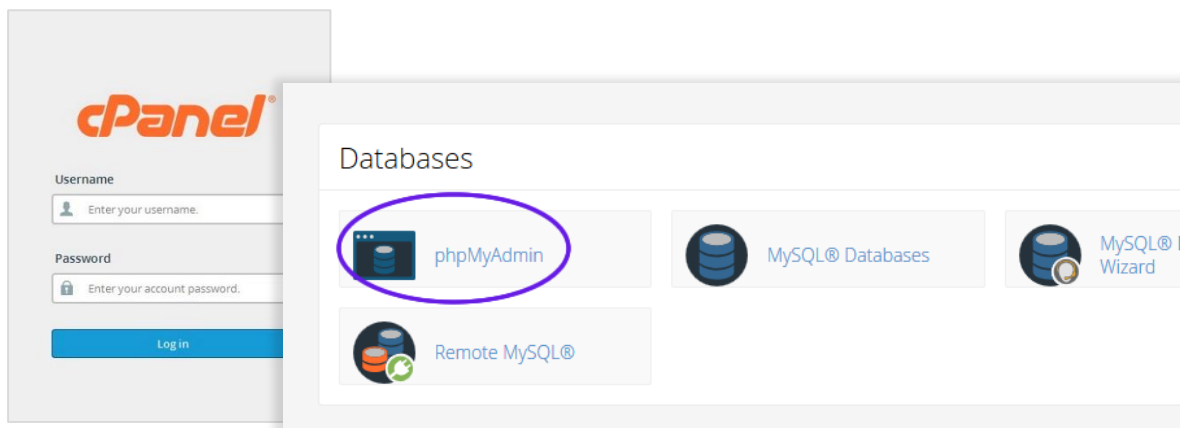 cPanel®
Username
Enter your username.
Password
Enter your account password.
Log in
Databases
phpMyAdmin
MySQL® Databases
MySQL®
Wizard
Remote MySQL®